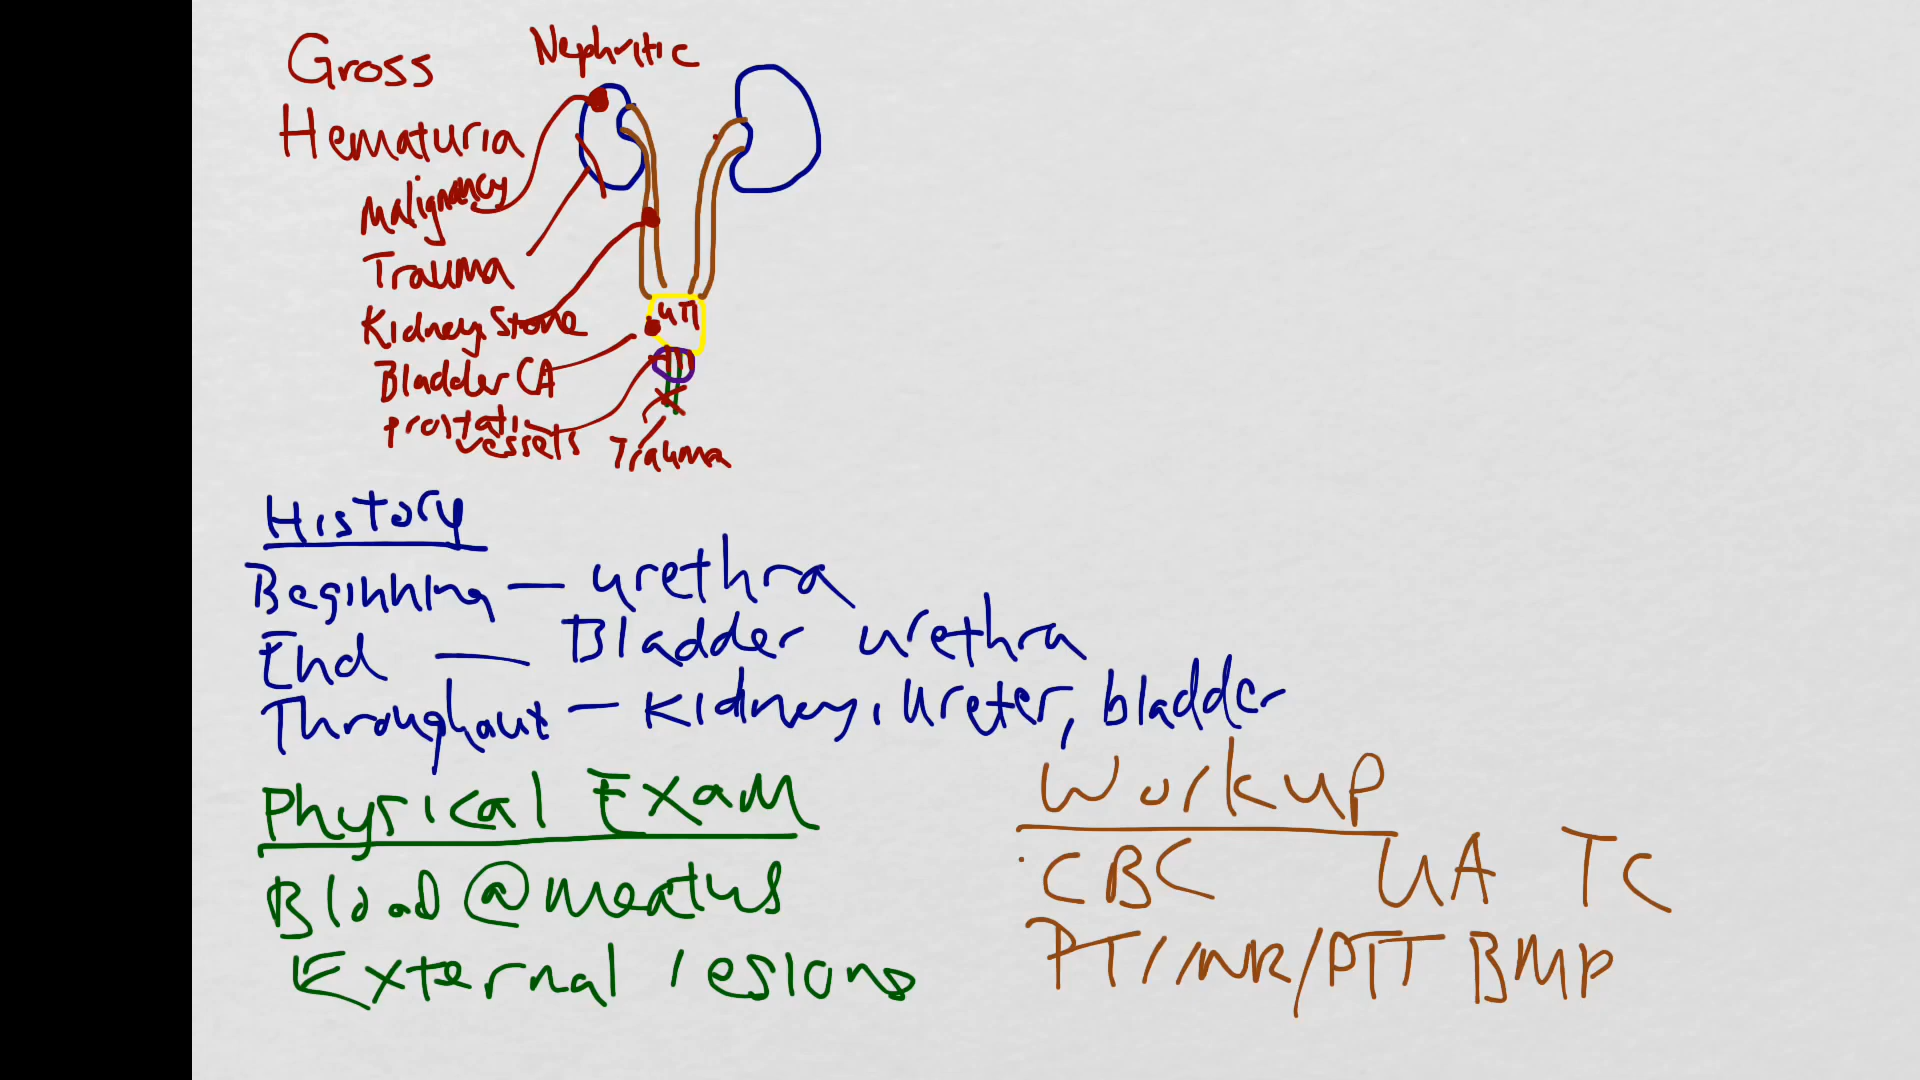 Gross
Hematuria
Nephritic
Malignancy
Trauma
Kidney Stone
Bladder CA
prostatic
vessels
UTI
Trauma
History
Beginning — urethra
End — Bladder urethra
Throughout — Kidney, Ureter, bladder
Physical Exam
Blood @ meatus
External lesions
Workup
CBC UA TC
PT/INR/PTT BMP